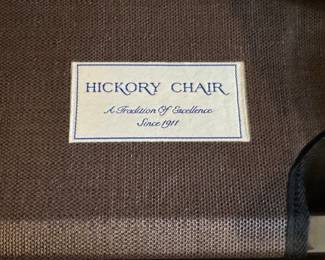 HICKORY CHAIR
A Tradition Of Excellence
Since 1911